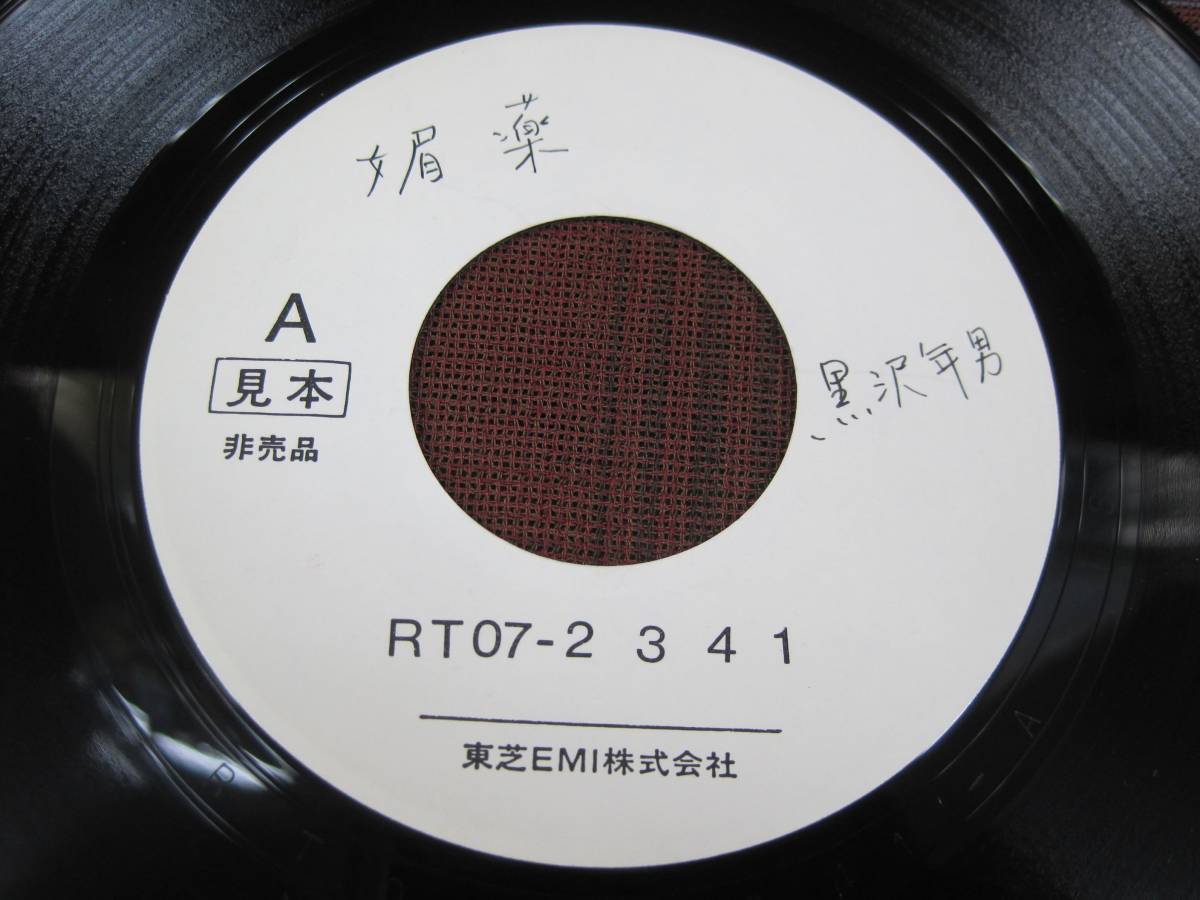 媚薬
A
見本
非売品
黒沢年男
RT07-2 3 4 1
東芝EMI株式会社